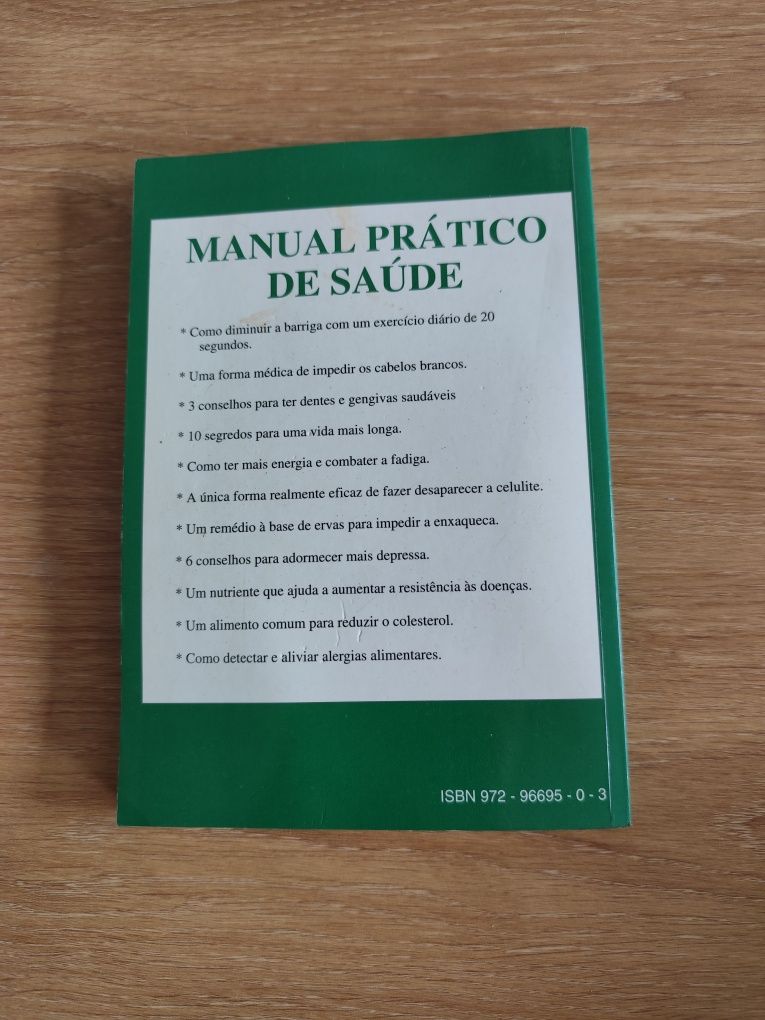 MANUAL PRÁTICO
DE SAÚDE
* Como diminuir a barriga com um exercício diário de 20
segundos.
* Uma forma médica de impedir os cabelos brancos.
* 3 conselhos para ter dentes e gengivas saudáveis
* 10 segredos para uma vida mais longa.
* Como ter mais energia e combater a fadiga.
* A única forma realmente eficaz de fazer desaparecer a celulite.
* Um remédio à base de ervas para impedir a enxaqueca.
* 6 conselhos para adormecer mais depressa.
* Um nutriente que ajuda a aumentar a resistência às doenças.
* Um alimento comum para reduzir o colesterol.
* Como detectar e aliviar alergias alimentares.
ISBN 972 - 96695 - 0 - 3